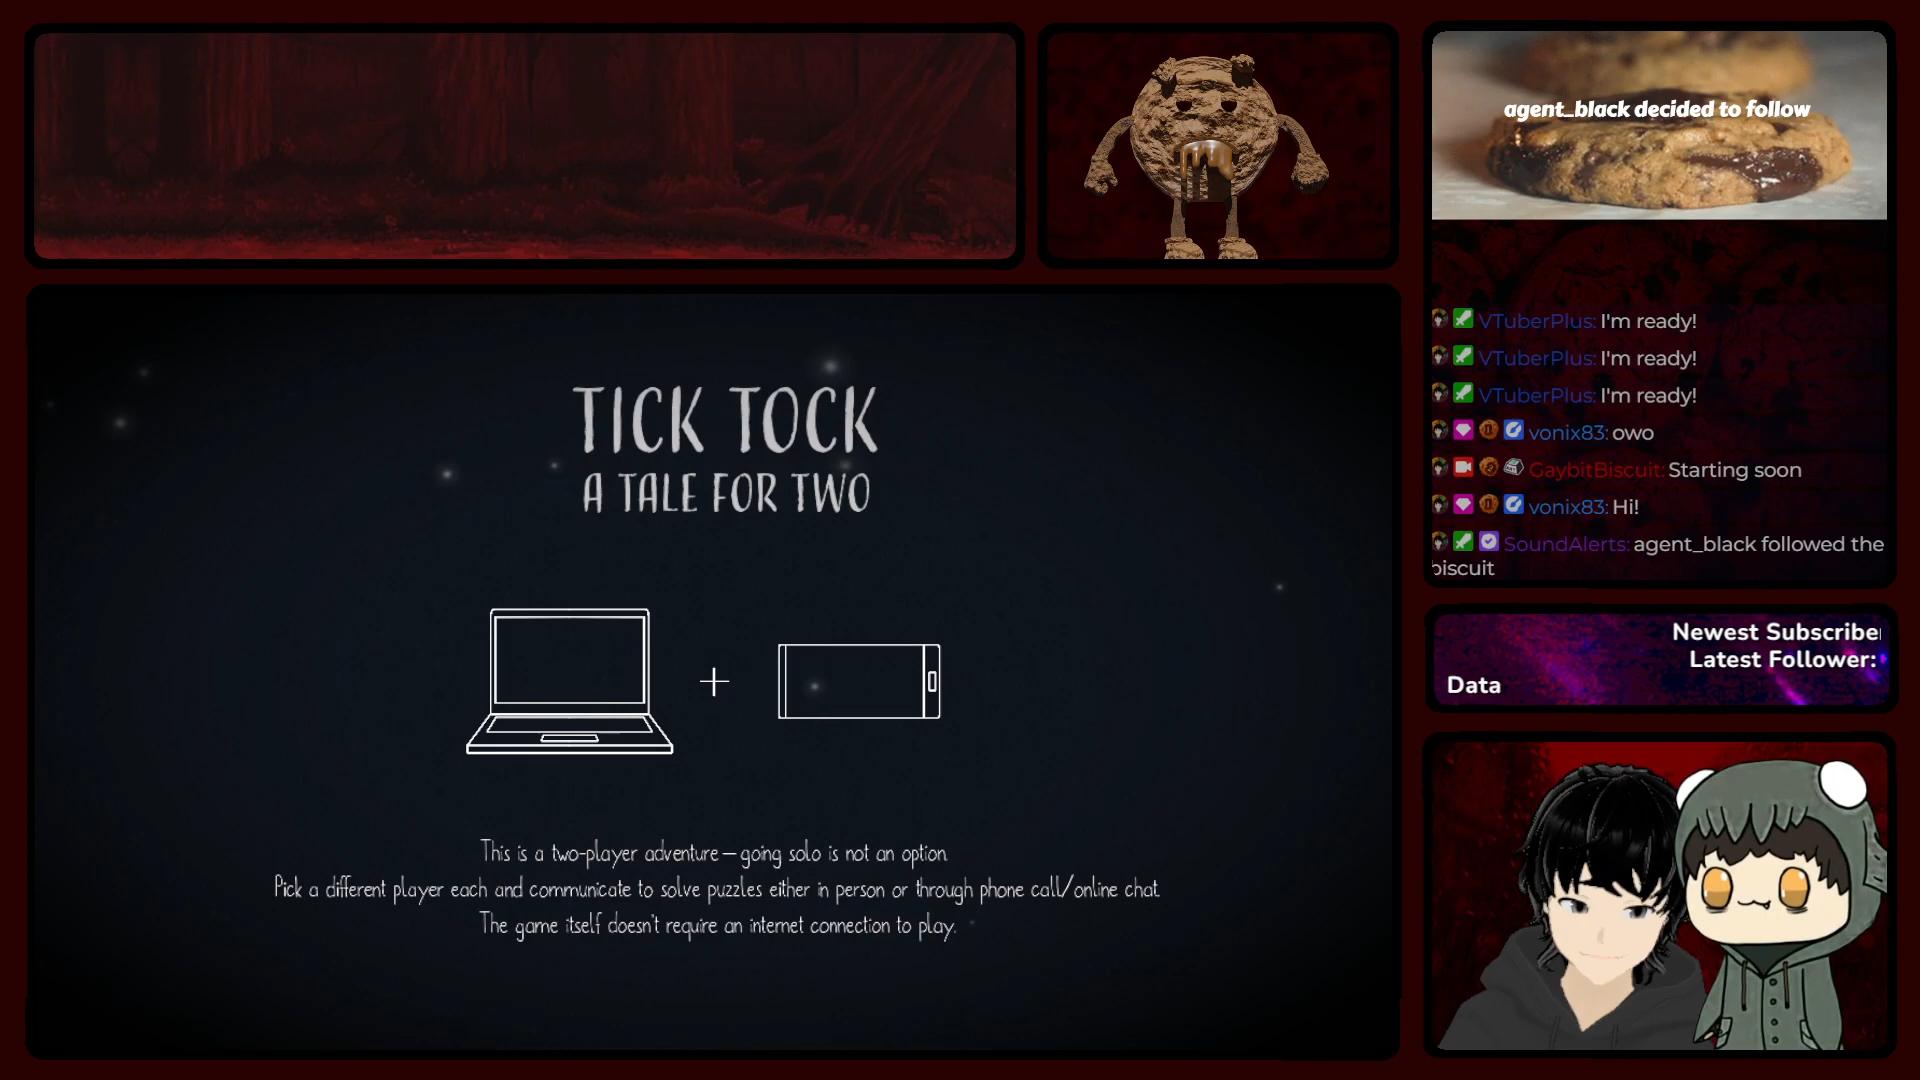 agent_black decided to follow
VTuberPlus: I'm ready!
VTuberPlus: I'm ready!
VTuberPlus: I'm ready!
vonix83: owo
GaybitBiscuit: Starting soon
vonix83: Hi!
SoundAlerts: agent_black followed the
biscuit
TICK TOCK
A TALE FOR TWO
This is a two-player adventure – going solo is not an option.
Pick a different player each and communicate to solve puzzles either in person or through phone call/online chat.
The game itself doesn't require an internet connection to play.
Newest Subscribe
Latest Follower:
Data